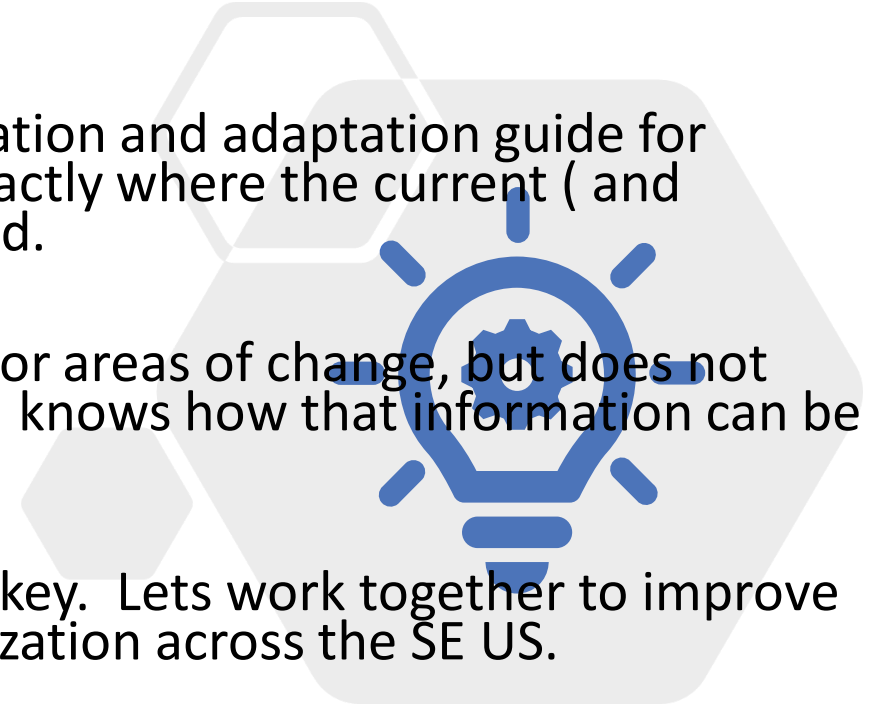 ation and adaptation guide for
actly where the current ( and
d.
or areas of change, but does not
knows how that information can be
key.  Lets work together to improve
zation across the SE US.